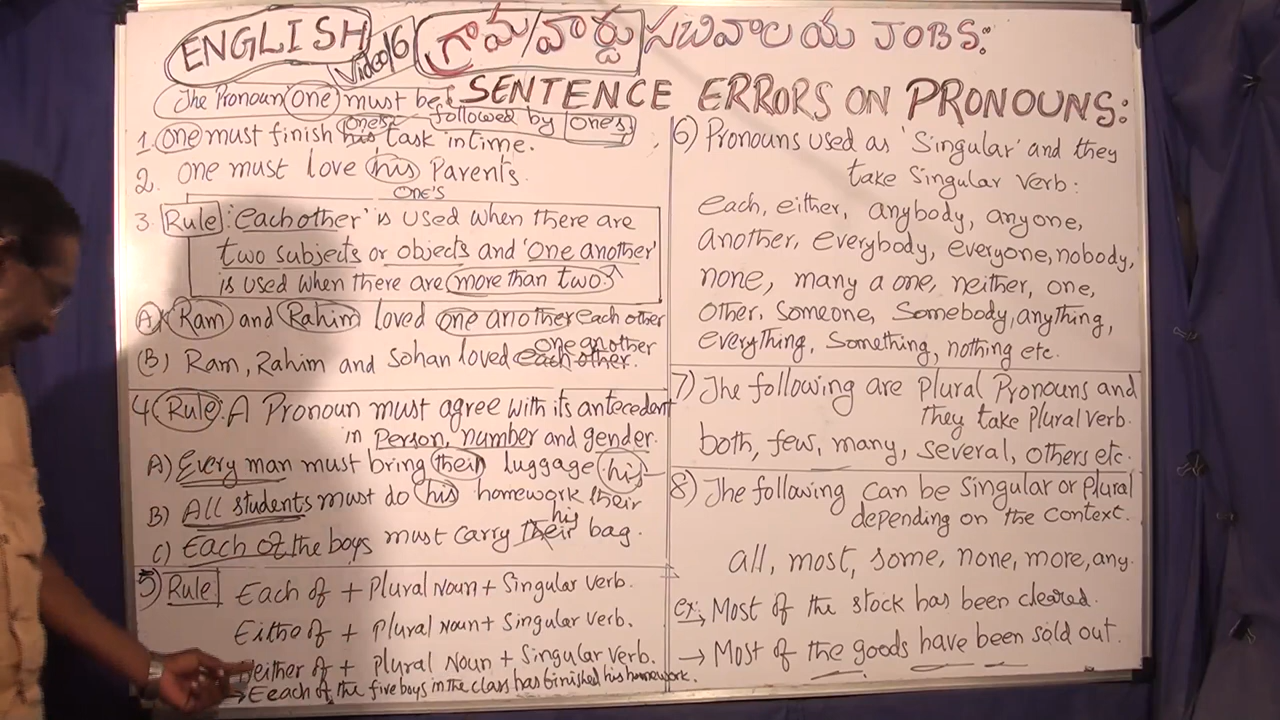 ENGLISH Video 16 గ్రామ/వార్డు సచివాలయ JOBS:
SENTENCE ERRORS ON PRONOUNS:
The Pronoun one must be followed by one's
1. one must finish has one's task in time.
2. one must love his Parents.
One's
3. Rule: 'each other' is used when there are
two subjects or objects and 'One another'
is used when there are more than two.
(A) Ram and Rahim loved one another each other
one another
(B) Ram, Rahim and Sohan loved each other.
4. Rule: A Pronoun must agree with its antecedent
in Person, number and gender.
A) Every man must bring their luggage his
B) All students must do his homework their
his
C) Each of the boys must carry their bag.
5) Rule Each of + Plural Noun + Singular verb.
Eithe of + Plural Noun + Singular verb.
Neither of + Plural Noun + Singular verb.
→ Eeach of the five boys in the class has finished his homework.
6) Pronouns used as 'Singular' and they
take Singular verb:
each, either, anybody, anyone,
another, everybody, everyone, nobody,
none, many a one, neither, one,
other, Someone, Somebody, anything,
everything, Something, nothing etc.
7) The following are Plural Pronouns and
they take Plural verb.
both, few, many, several, others etc.
8) The following can be Singular or Plural
depending on the context.
all, most, some, none, more, any.
ex: → Most of the stock has been cleared.
→ Most of the goods have been sold out.